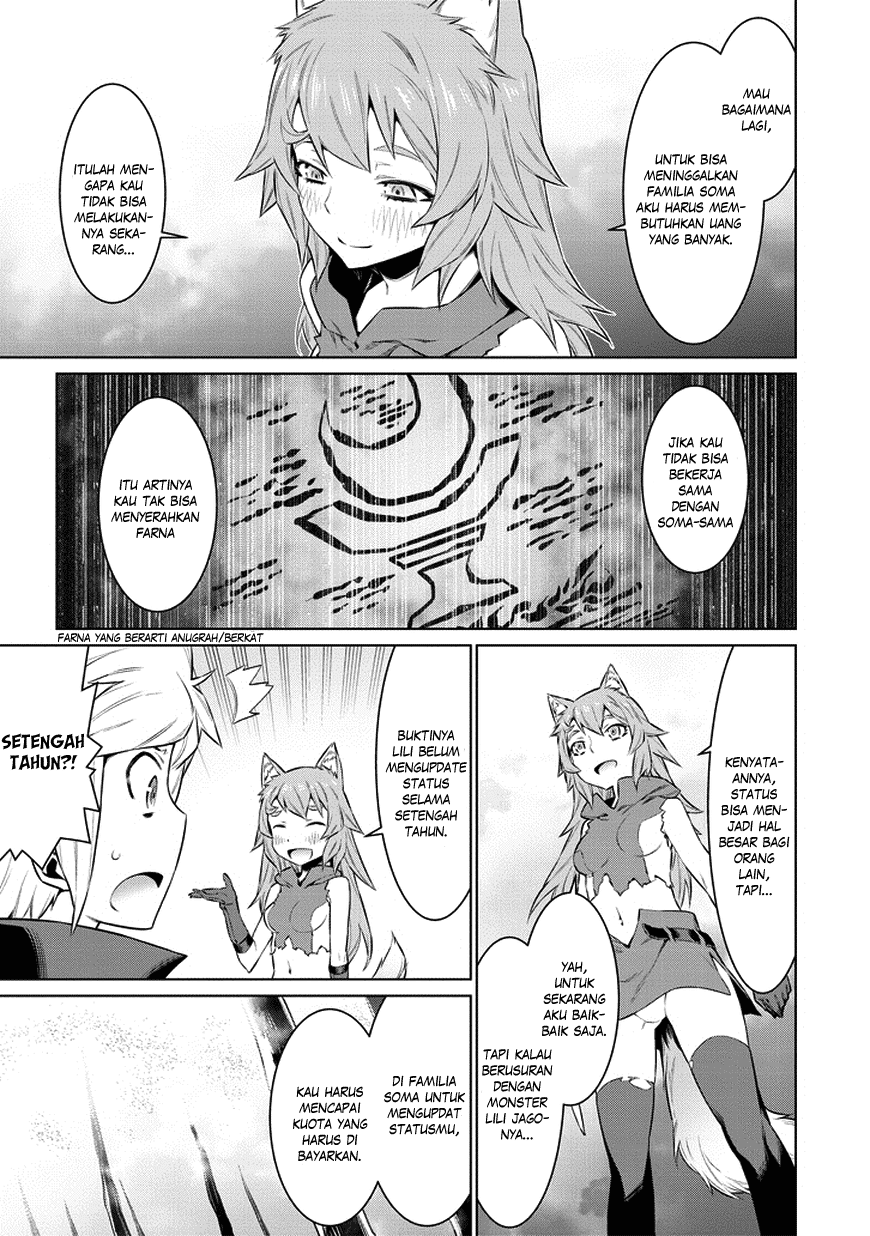 MAU
BAGAIMANA
LAGI,
UNTUK BISA
MENINGGALKAN
FAMILIA SOMA
AKU HARUS MEM-
BUTUHKAN UANG
YANG BANYAK.
ITULAH MEN-
GAPA KAU
TIDAK BISA
MELAKUKAN-
NYA SEKA-
RANG...
JIKA KAU
TIDAK BISA
BEKERJA
SAMA
DENGAN
SOMA-SAMA
ITU ARTINYA
KAU TAK BISA
MENYERAHKAN
FARNA
FARNA YANG BERARTI ANUGRAH/BERKAT
KENYATA-
ANNYA,
STATUS
BISA MEN-
JADI HAL
BESAR BAGI
ORANG
LAIN,
TAPI...
YAH,
UNTUK
SEKARANG
AKU BAIK-
BAIK SAJA.
TAPI KALAU
BERUSURAN
DENGAN
MONSTER
LILI JAGO-
NYA...
BUKTINYA
LILI BELUM
MENGUPDATE
STATUS
SELAMA
SETENGAH
TAHUN.
SETENGAH
TAHUN?!
DI FAMILIA
SOMA UNTUK
MENGUPDAT
STATUSMU,
KAU HARUS
MENCAPAI
KUOTA YANG
HARUS DI
BAYARKAN.